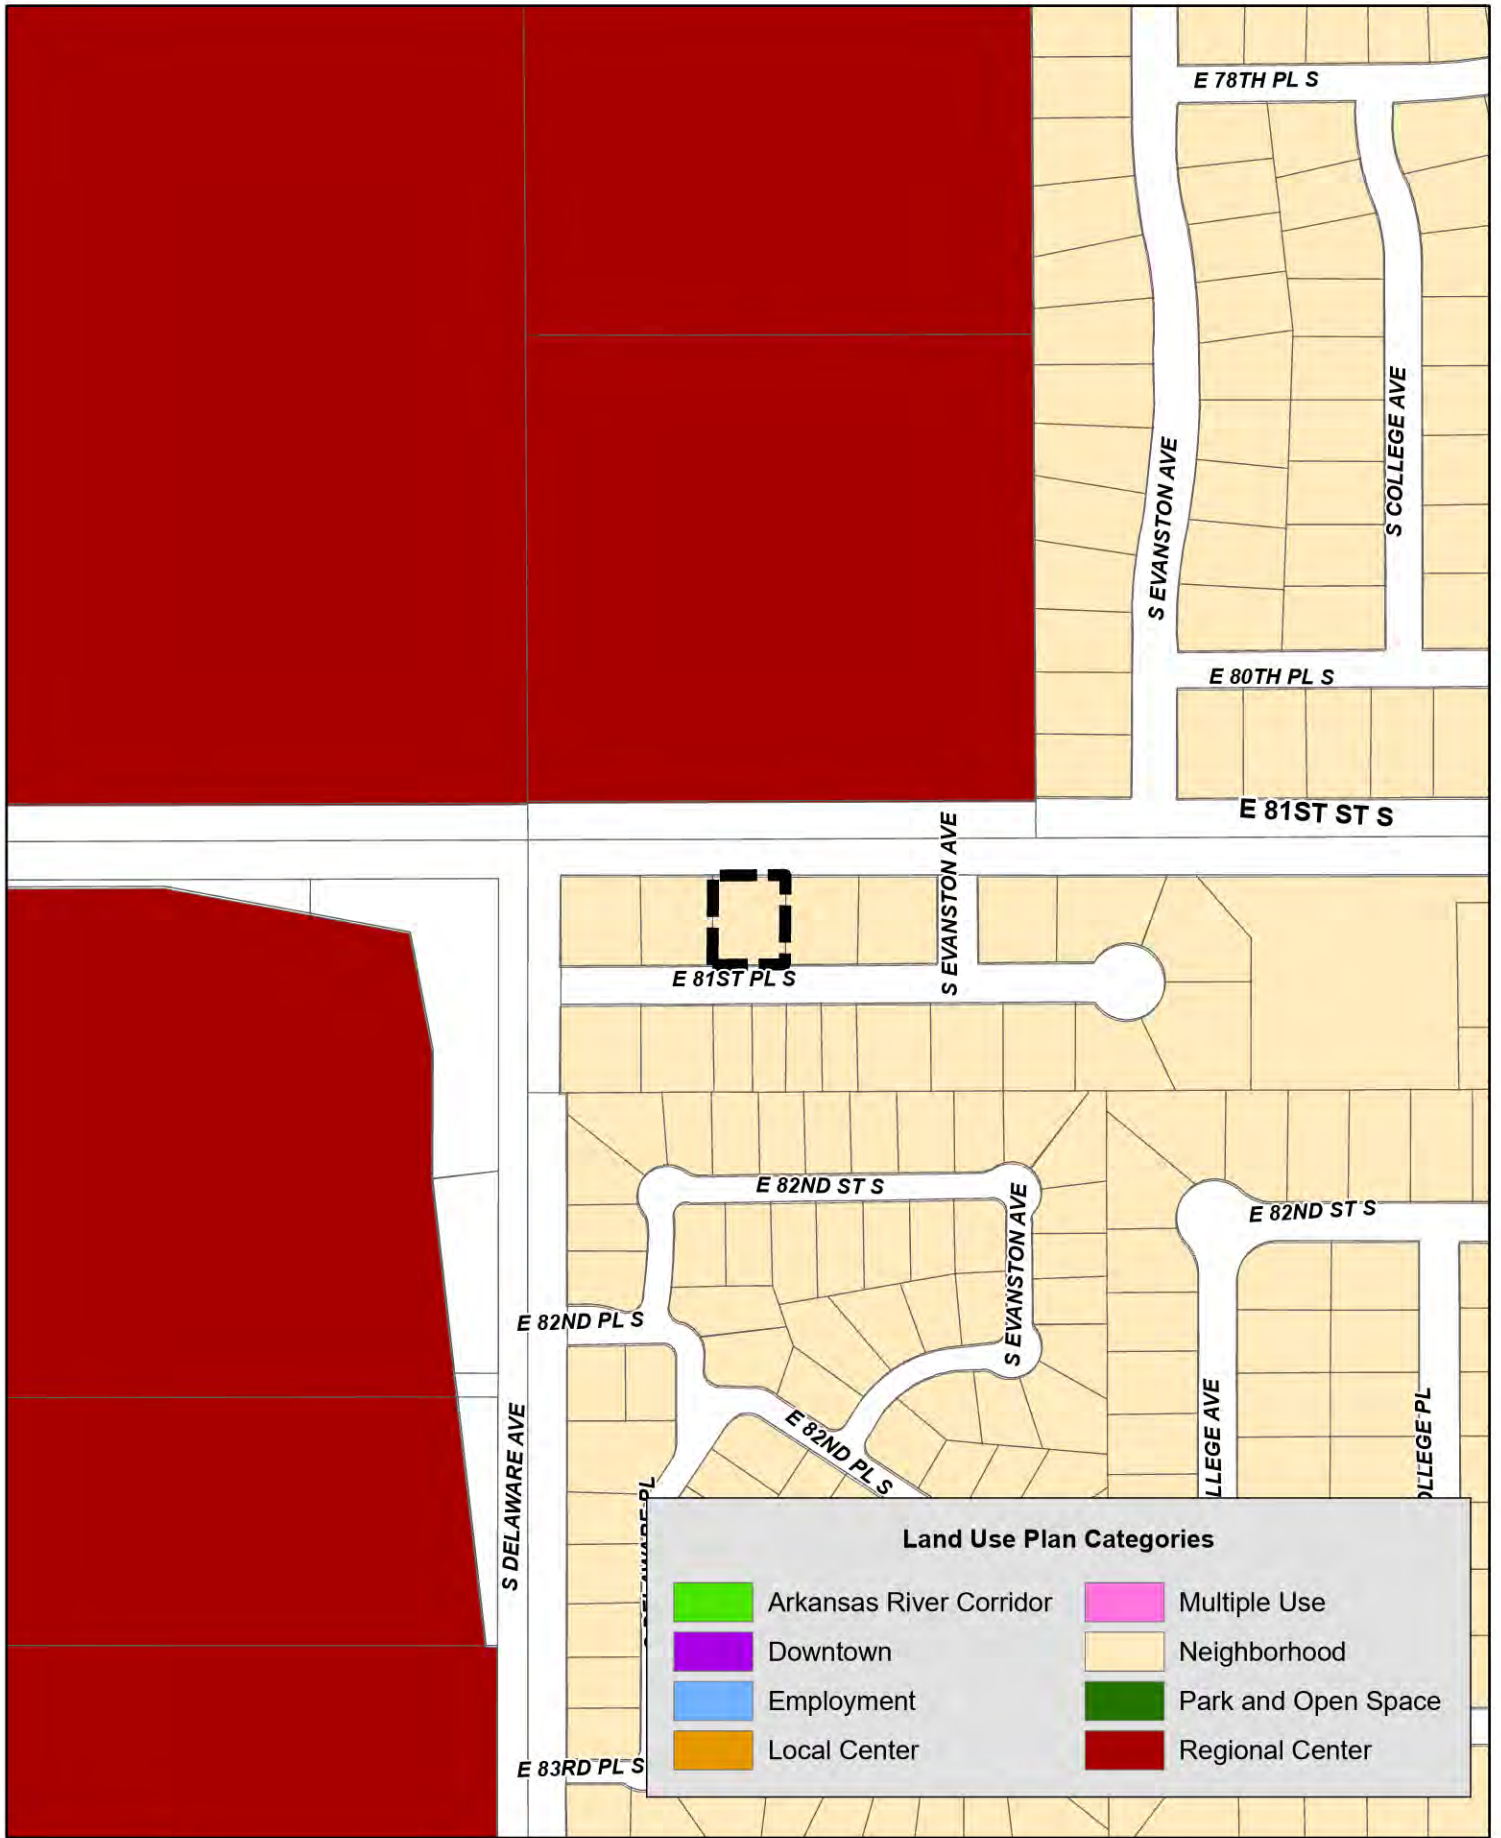 E 78TH PL S
S COLLEGE AVE
S EVANSTON AVE
E 80TH PL S
E 81ST ST S
S EVANSTON AVE
E 81ST PL S
E 82ND ST S
S EVANSTON AVE
E 82ND ST S
E 82ND PL S
S DELAWARE AVE
E 82ND PL S
LLEGE AVE
OLLEGE PL
DELAWARE PL
Land Use Plan Categories
Arkansas River Corridor
Multiple Use
Downtown
Neighborhood
Employment
Park and Open Space
Local Center
Regional Center
E 83RD PL S